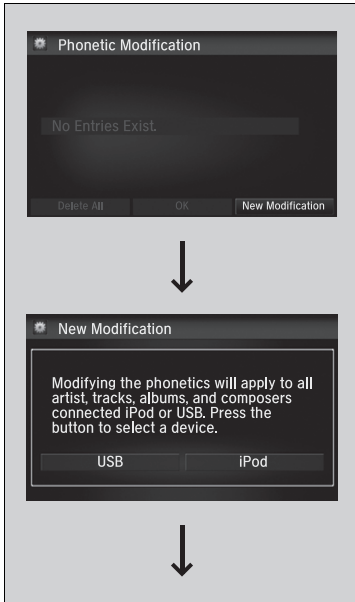 Phonetic Modification
No Entries Exist.
Delete All OK New Modification
New Modification
Modifying the phonetics will apply to all
artist, tracks, albums, and composers
connected iPod or USB. Press the
button to select a device.
USB iPod